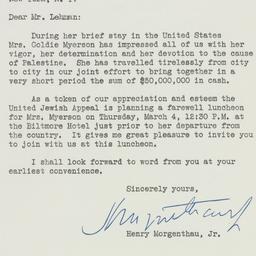 Dear Mr. Lehman:
During her brief stay in the United States
Mrs. Goldie Myerson has impressed all of us with her
vigor, her determination and her devotion to the cause
of Palestine. She has travelled tirelessly from city
to city in our joint effort to bring together in a
very short period the sum of $50,000,000 in cash.
As a token of our appreciation and esteem the
United Jewish Appeal is planning a farewell luncheon
for Mrs. Myerson on Thursday, March 4, 12:30 P.M. at
the Biltmore Hotel just prior to her departure from
the country. It gives me great pleasure to invite you
to join with us at this luncheon.
I shall look forward to word from you at your
earliest convenience.
Sincerely yours,
Henry Morgenthau, Jr.